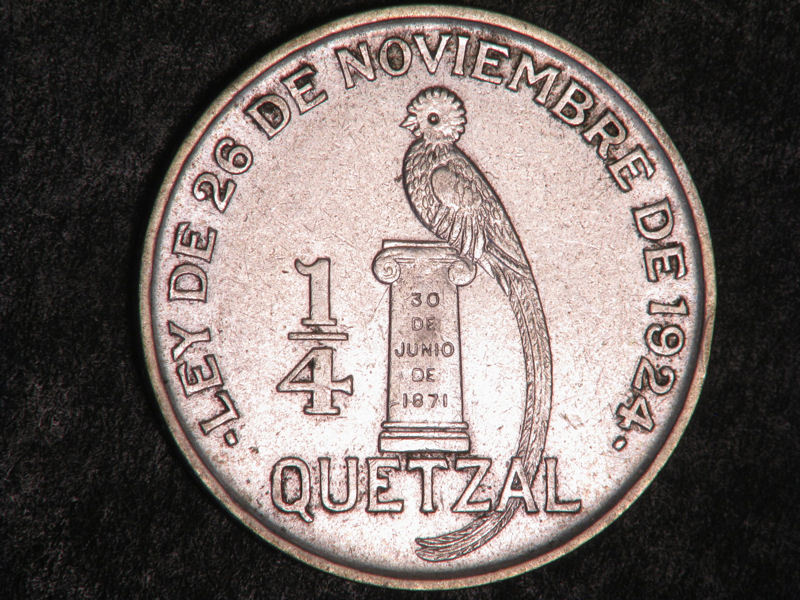 ·LEY DE 26 DE NOVIEMBRE DE 1924·
1/4
30
DE
JUNIO
DE
1871
QUETZAL